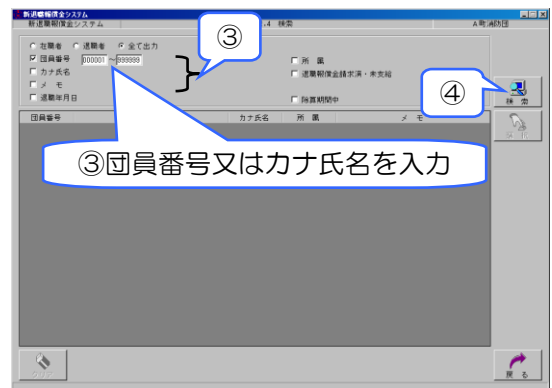 新退職報償金システム
新退職報償金システム .4 検索 A町消防団
③
○ 在職者 ○ 退職者 ⦿ 全て出力
☑ 団員番号 000001 ～ 999999 □ 所 属
□ カナ氏名 □ 退職報償金請求済・未支給
□ メ モ
□ 退職年月日 □ 除算期間中
④
検 索
団員番号 カナ氏名 所 属 メ モ
③団員番号又はカナ氏名を入力
戻 る